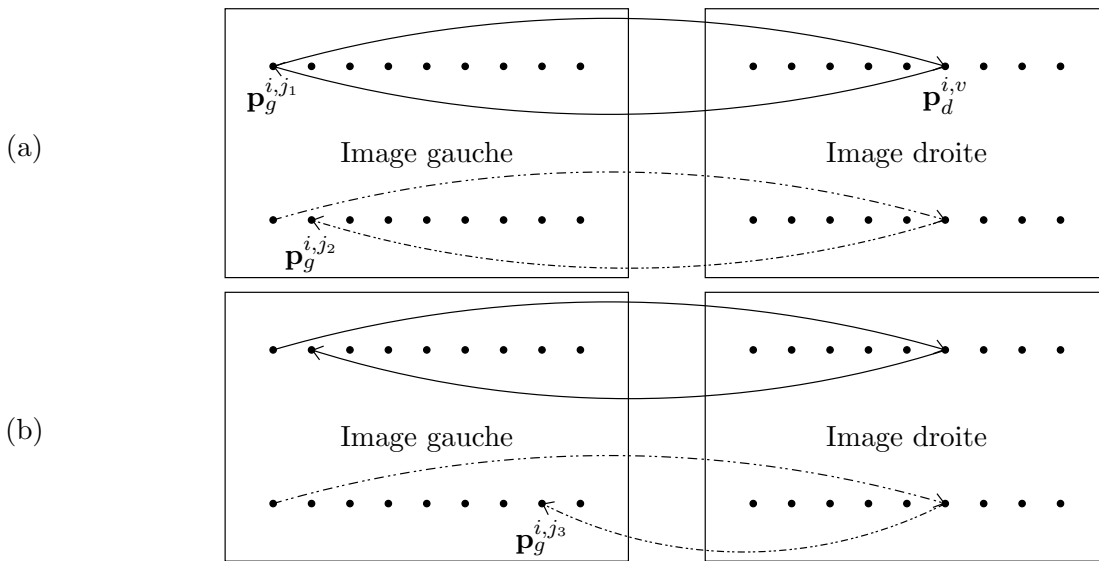 (a)
p_g^{i,j_1}
p_d^{i,v}
Image gauche
Image droite
p_g^{i,j_2}
(b)
Image gauche
Image droite
p_g^{i,j_3}